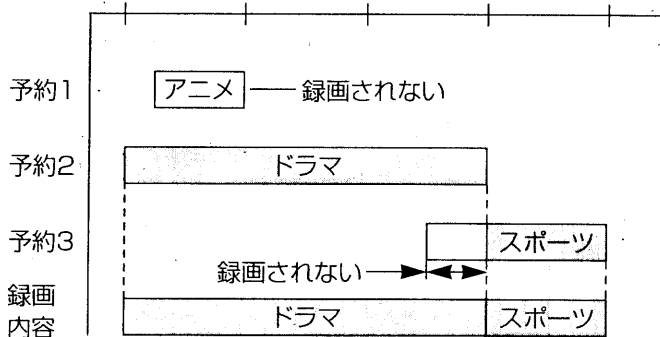 予約1 アニメ 録画されない
予約2 ドラマ
予約3 スポーツ
録画されない
録画
内容 ドラマ スポーツ